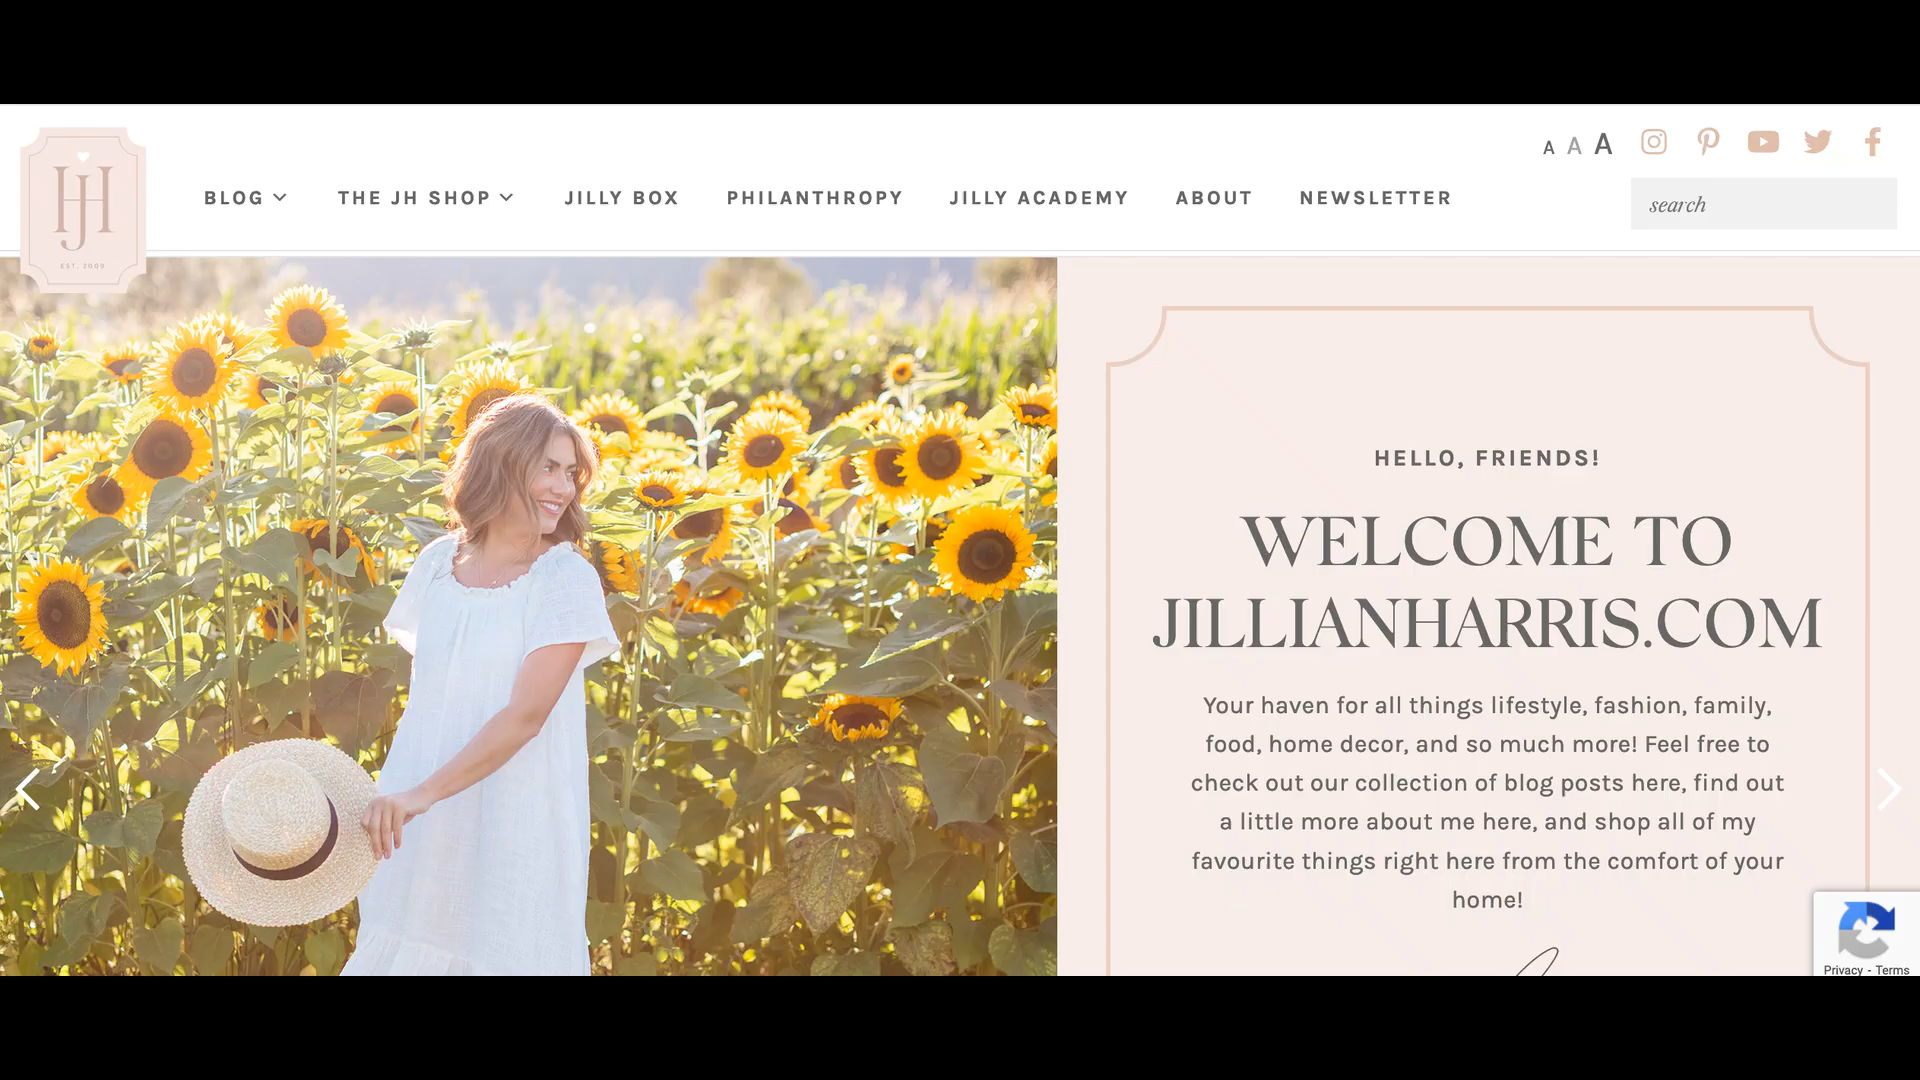 A A A
HJH
EST. 2009
BLOG
THE JH SHOP
JILLY BOX
PHILANTHROPY
JILLY ACADEMY
ABOUT
NEWSLETTER
search
HELLO, FRIENDS!
WELCOME TO
JILLIANHARRIS.COM
Your haven for all things lifestyle, fashion, family,
food, home decor, and so much more! Feel free to
check out our collection of blog posts here, find out
a little more about me here, and shop all of my
favourite things right here from the comfort of your
home!
Privacy - Terms